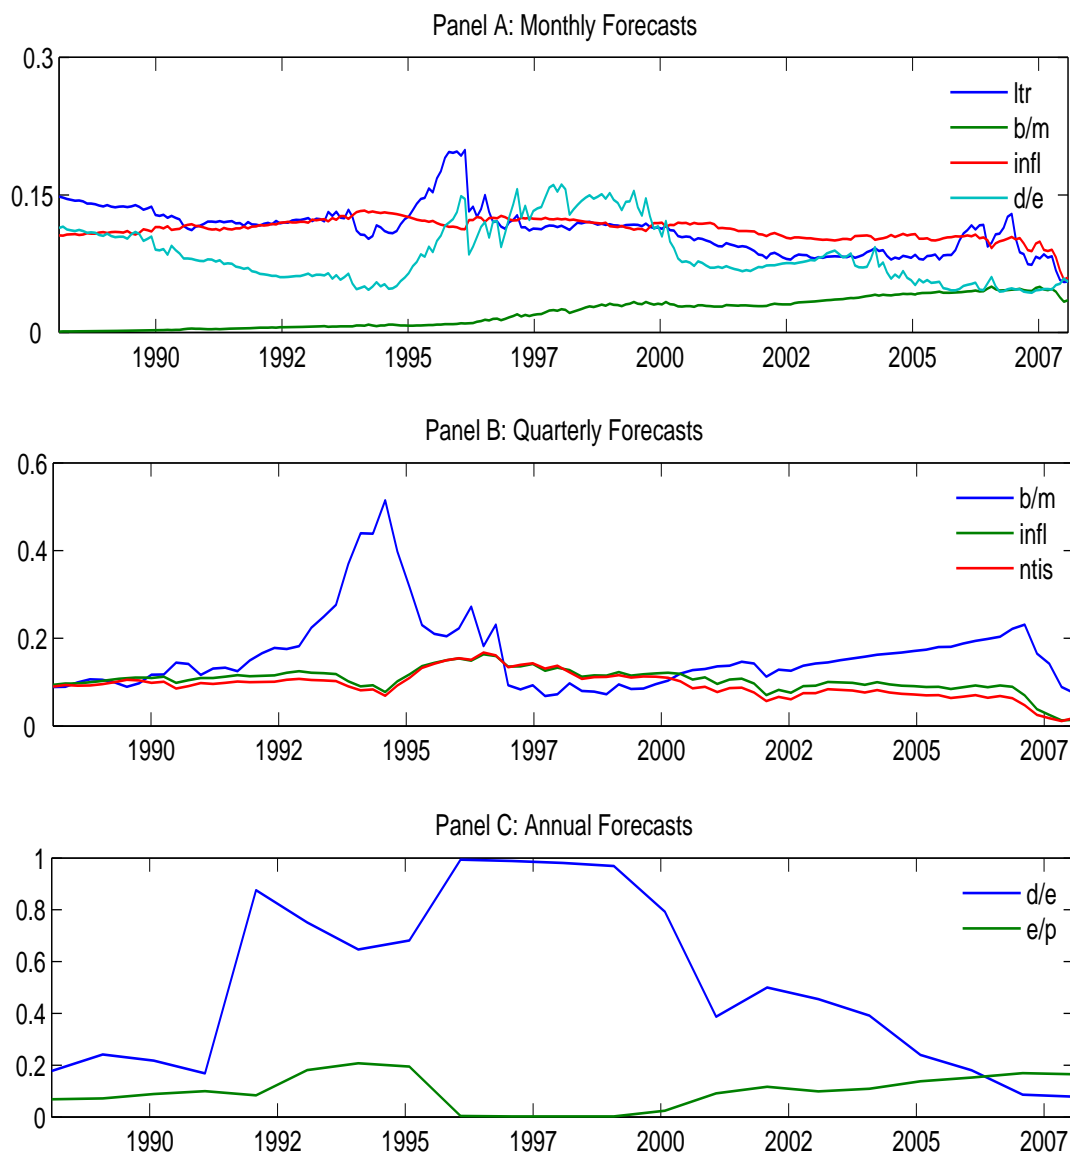 Panel A: Monthly Forecasts
0.3
0.15
0
ltr
b/m
infl
d/e
1990 1992 1995 1997 2000 2002 2005 2007
Panel B: Quarterly Forecasts
0.6
0.4
0.2
0
b/m
infl
ntis
1990 1992 1995 1997 2000 2002 2005 2007
Panel C: Annual Forecasts
1
0.8
0.6
0.4
0.2
0
d/e
e/p
1990 1992 1995 1997 2000 2002 2005 2007